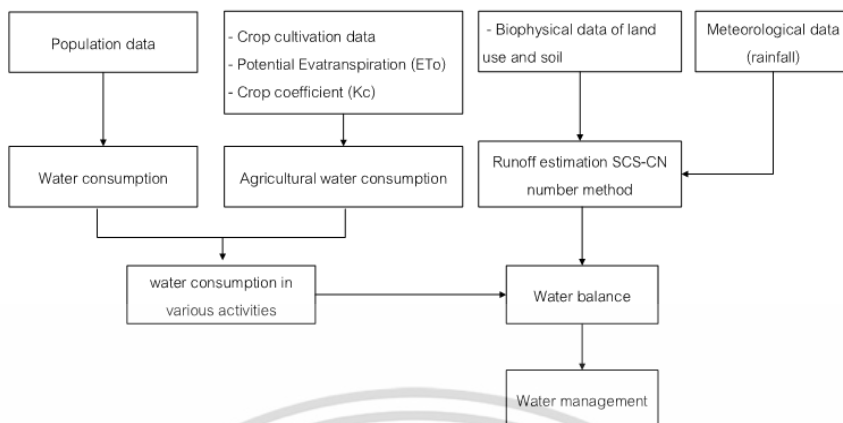 Population data
- Crop cultivation data
- Potential Evatranspiration (ETo)
- Crop coefficient (Kc)
- Biophysical data of land
use and soil
Meteorological data
(rainfall)
Water consumption
Agricultural water consumption
Runoff estimation SCS-CN
number method
water consumption in
various activities
Water balance
Water management